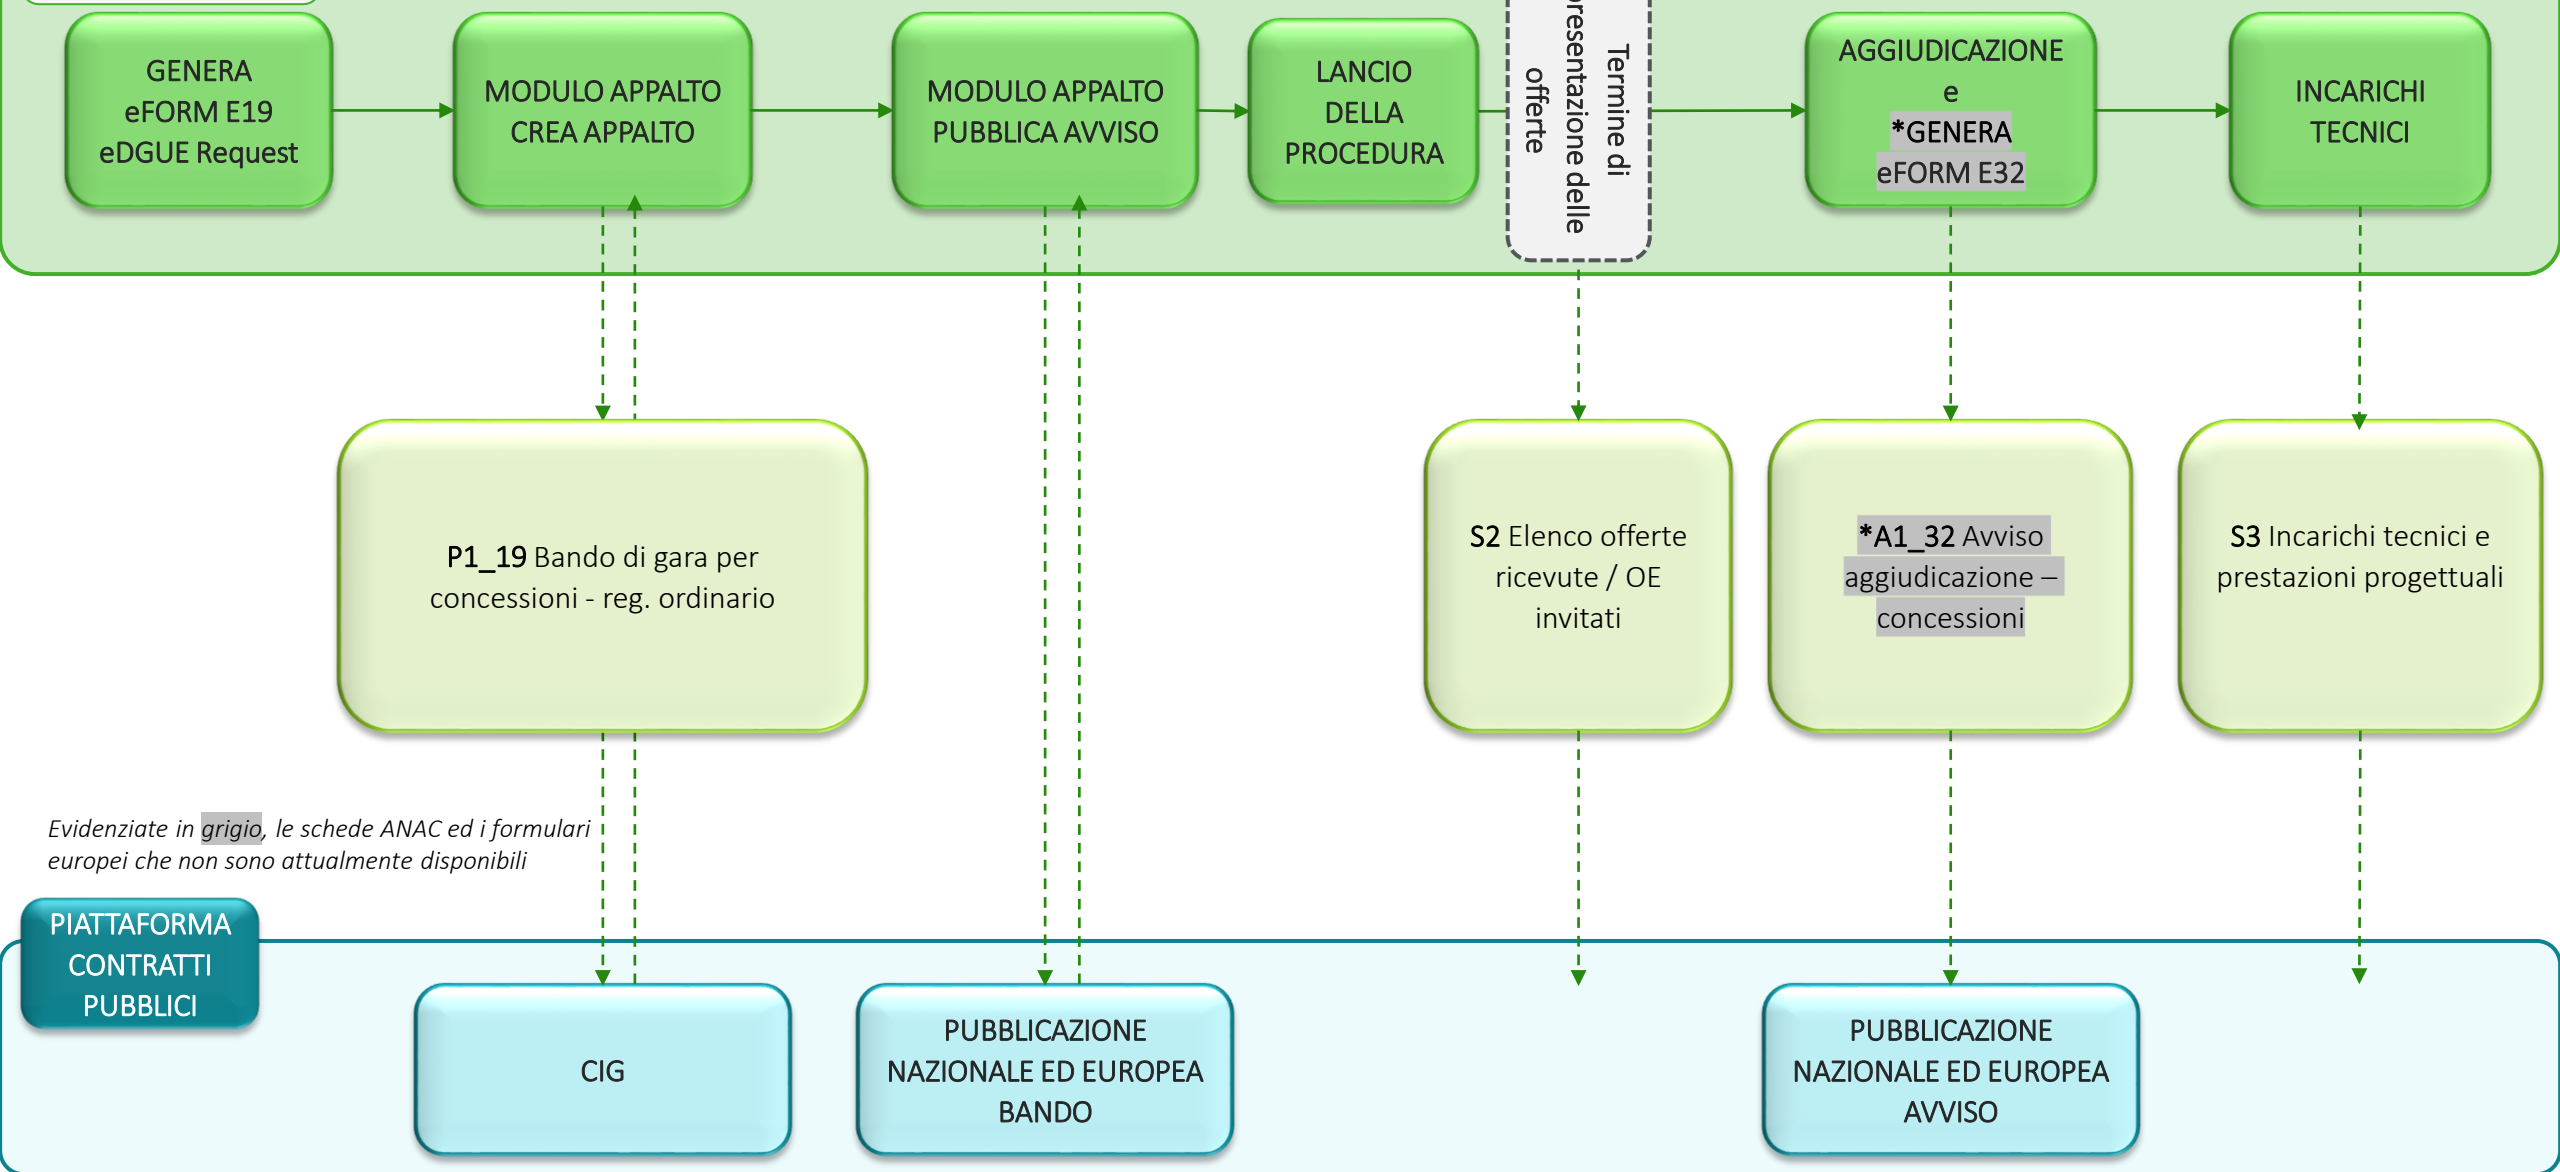 GENERA
eFORM E19
eDGUE Request
MODULO APPALTO
CREA APPALTO
MODULO APPALTO
PUBBLICA AVVISO
LANCIO
DELLA
PROCEDURA
Termine di
delle
offerte
AGGIUDICAZIONE
e
*GENERA
eFORM E32
INCARICHI
TECNICI
P1_19 Bando di gara per
concessioni - reg. ordinario
S2 Elenco offerte
ricevute / OE
invitati
*A1_32 Avviso
aggiudicazione –
concessioni
S3 Incarichi tecnici e
prestazioni progettuali
Evidenziate in grigio, le schede ANAC ed i formulari
europei che non sono attualmente disponibili
PIATTAFORMA
CONTRATTI
PUBBLICI
CIG
PUBBLICAZIONE
NAZIONALE ED EUROPEA
BANDO
PUBBLICAZIONE
NAZIONALE ED EUROPEA
AVVISO